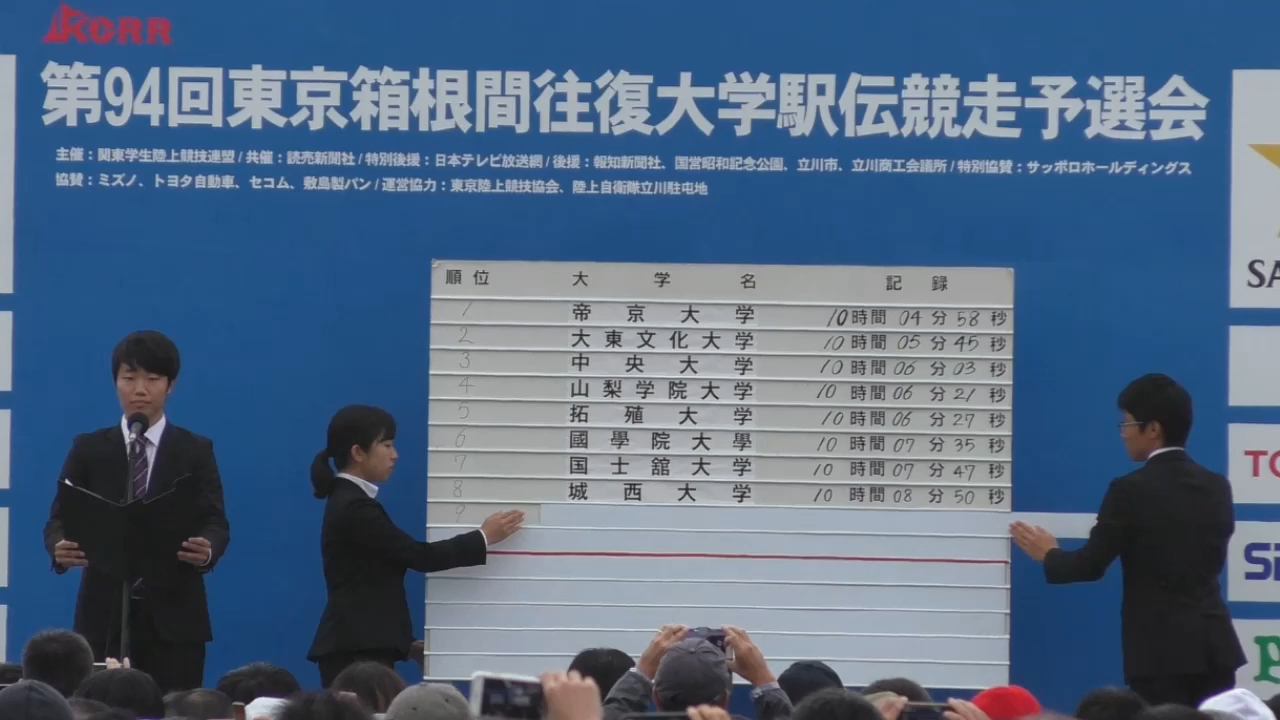 KGRR
第94回東京箱根間往復大学駅伝競走予選会
主催：関東学生陸上競技連盟 / 共催：読売新聞社 / 特別後援：日本テレビ放送網 / 後援：報知新聞社、国営昭和記念公園、立川市、立川商工会議所 / 特別協賛：サッポロホールディングス
協賛：ミズノ、トヨタ自動車、セコム、敷島製パン / 運営協力：東京陸上競技協会、陸上自衛隊立川駐屯地
順位 大学名 記録
1 帝京大学 10時間04分58秒
2 大東文化大学 10時間05分45秒
3 中央大学 10時間06分03秒
4 山梨学院大学 10時間06分21秒
5 拓殖大学 10時間06分27秒
6 國學院大學 10時間07分35秒
7 国士舘大学 10時間07分47秒
8 城西大学 10時間08分50秒
9
SA
TO